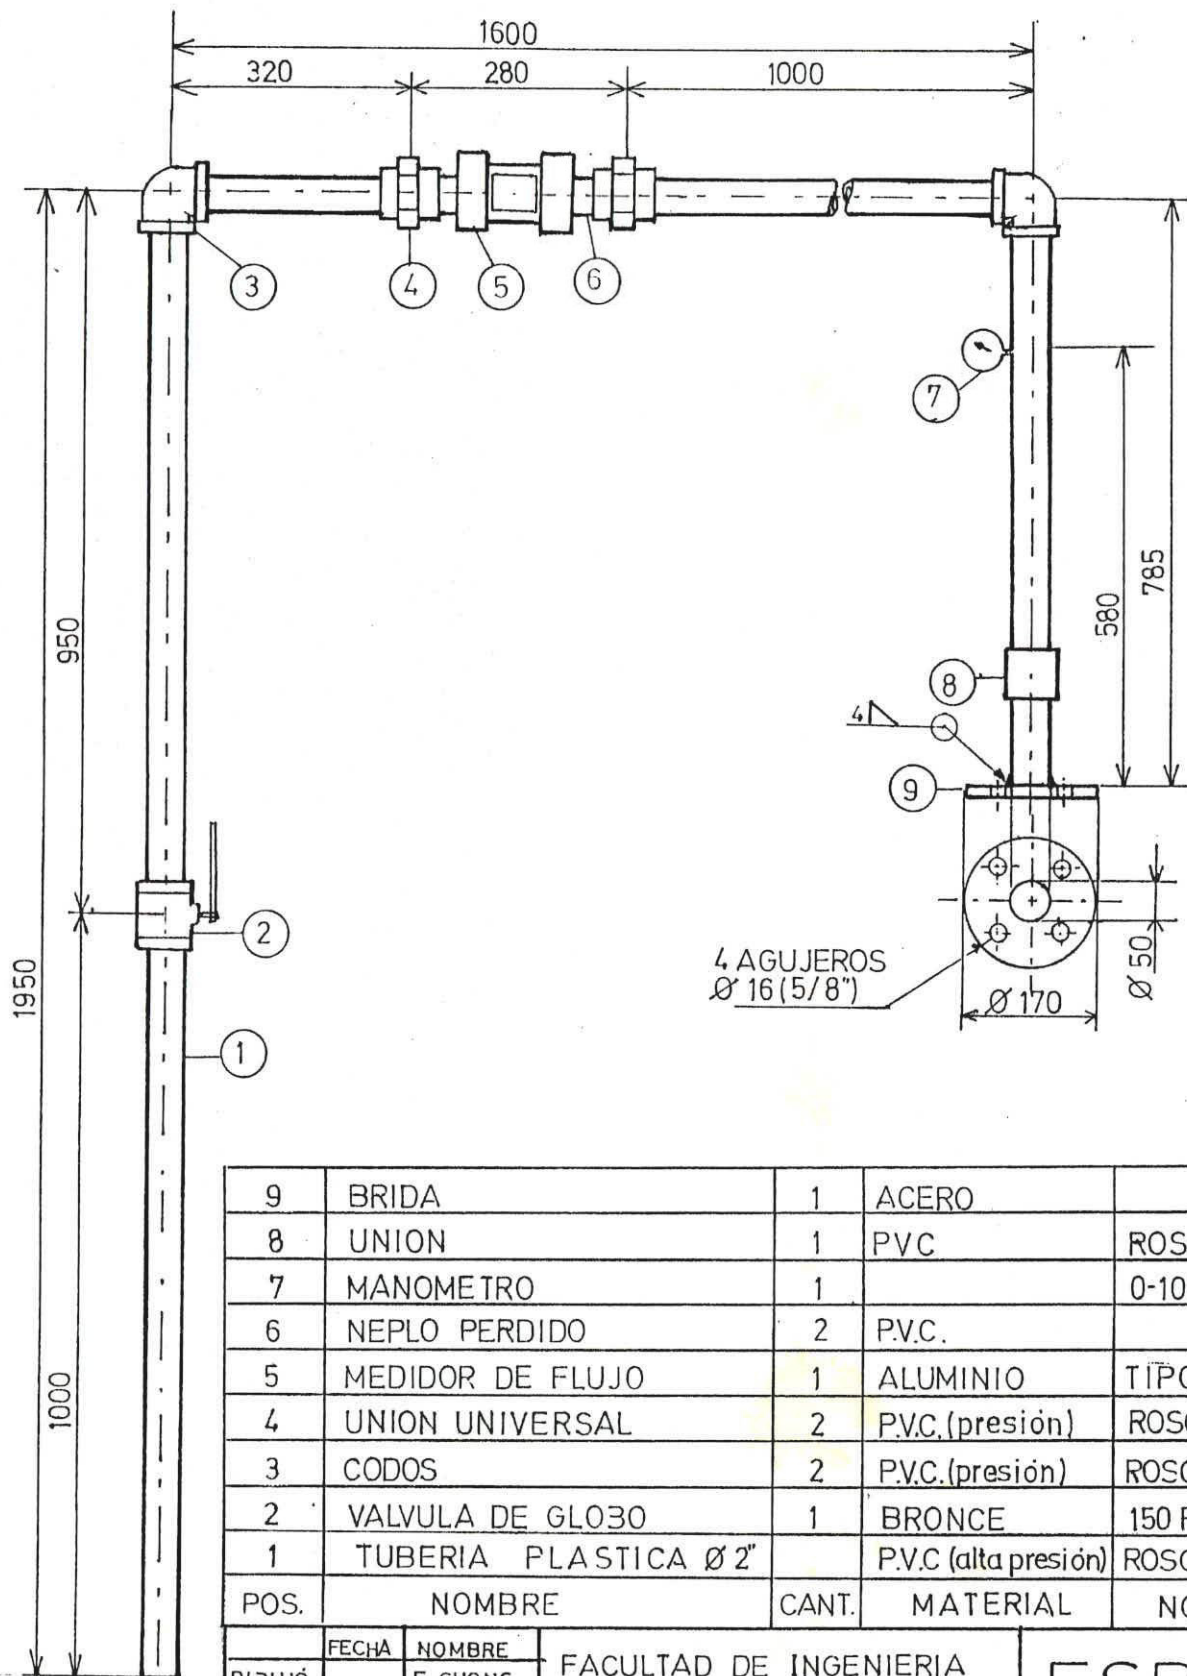 1600
320 280 1000
3 4 5 6
7
950
785
580
8
4
9
2
1950
4 AGUJEROS
Ø 16 (5/8")
Ø 170
Ø 50
1
1000
9 BRIDA 1 ACERO
8 UNION 1 PVC ROS
7 MANOMETRO 1 0-10
6 NEPLO PERDIDO 2 P.V.C.
5 MEDIDOR DE FLUJO 1 ALUMINIO TIPO
4 UNION UNIVERSAL 2 P.V.C.(presión) ROSC
3 CODOS 2 P.V.C.(presión) ROSC
2 VALVULA DE GLOBO 1 BRONCE 150
1 TUBERIA PLASTICA Ø 2" P.V.C (alta presión) ROSC
POS. NOMBRE CANT. MATERIAL NO
FECHA NOMBRE
FACULTAD DE INGENIERIA